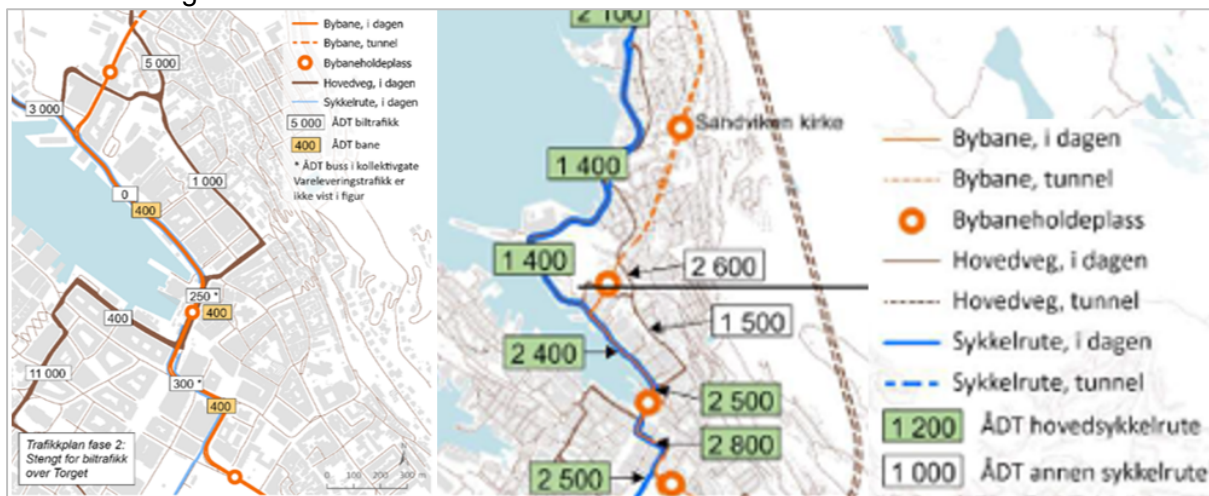 Bybane, i dagen
Bybane, tunnel
Bybaneholdeplass
Hovedveg, i dagen
Sykkelrute, i dagen
5 000 ÅDT biltrafikk
400 ÅDT bane
* ÅDT buss i kollektivgate
Vareleveringstrafikk er
ikke vist i figur
5 000
3 000
1 000
0
400
250 *
400
400
11 000
300 *
400
Trafikkplan fase 2:
Stengt for biltrafikk
over Torget
0 100 200 300 m
2 100
Sandviken kirke
1 400
1 400
2 600
1 500
2 400
2 500
2 800
2 500
Bybane, i dagen
Bybane, tunnel
Bybaneholdeplass
Hovedveg, i dagen
Hovedveg, tunnel
Sykkelrute, i dagen
Sykkelrute, tunnel
1 200 ÅDT hovedsykkelrute
1 000 ÅDT annen sykkelrute